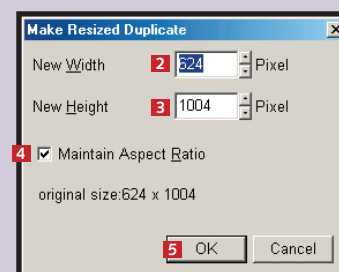 Make Resized Duplicate
New Width 2 624 Pixel
New Height 3 1004 Pixel
4 Maintain Aspect Ratio
original size:624 x 1004
5 OK Cancel